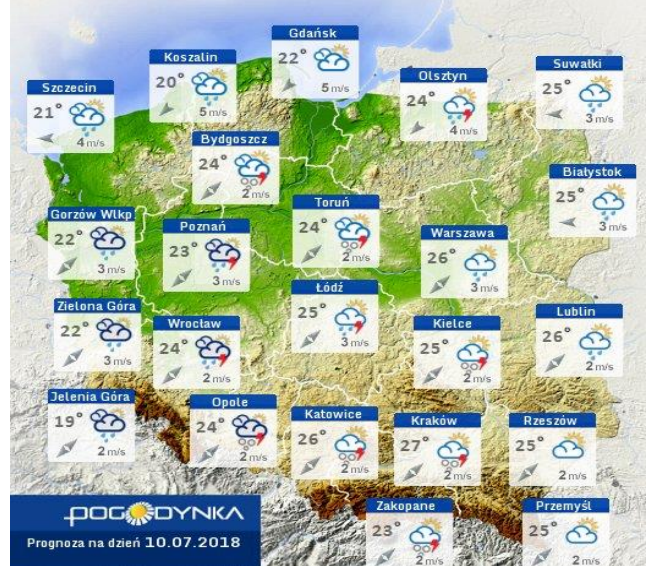 Gdańsk
22°
5 m/s
Koszalin
20°
5 m/s
Suwałki
25°
3 m/s
Olsztyn
24°
4 m/s
Szczecin
21°
4 m/s
Bydgoszcz
24°
2 m/s
Białystok
25°
3 m/s
Toruń
24°
2 m/s
Gorzów Wlkp
22°
3 m/s
Poznań
23°
3 m/s
Warszawa
26°
3 m/s
Łódź
25°
3 m/s
Zielona Góra
22°
3 m/s
Wrocław
24°
2 m/s
Kielce
25°
2 m/s
Lublin
26°
2 m/s
Jelenia Góra
19°
2 m/s
Opole
24°
2 m/s
Katowice
26°
2 m/s
Kraków
27°
2 m/s
Rzeszów
25°
2 m/s
Zakopane
23°
2 m/s
Przemyśl
25°
2 m/s
POGODYNKA
Prognoza na dzień 10.07.2018